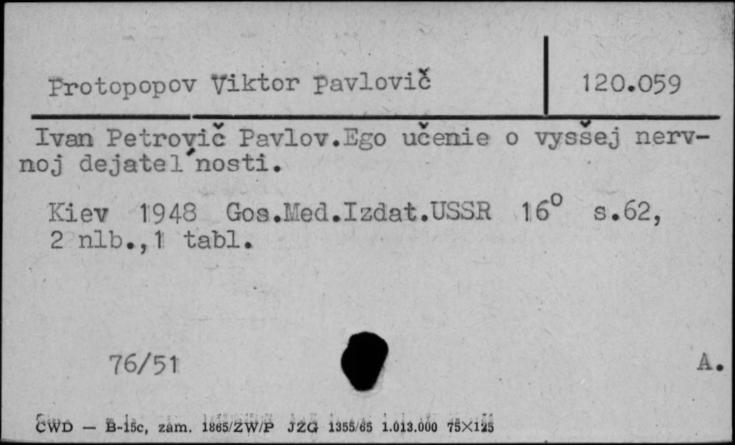 Protopopov Viktor Pavlovič 120.059
Ivan Petrovič Pavlov.Ego učenie o vysšej nerv-
noj dejatel'nosti.
Kiev 1948 Gos.Med.Izdat.USSR 16° s.62,
2 nlb.,1 tabl.
76/51 A.
CWD — B-15c, zam. 1865/ZW/P JZG 1355/65 1.013.000 75×125